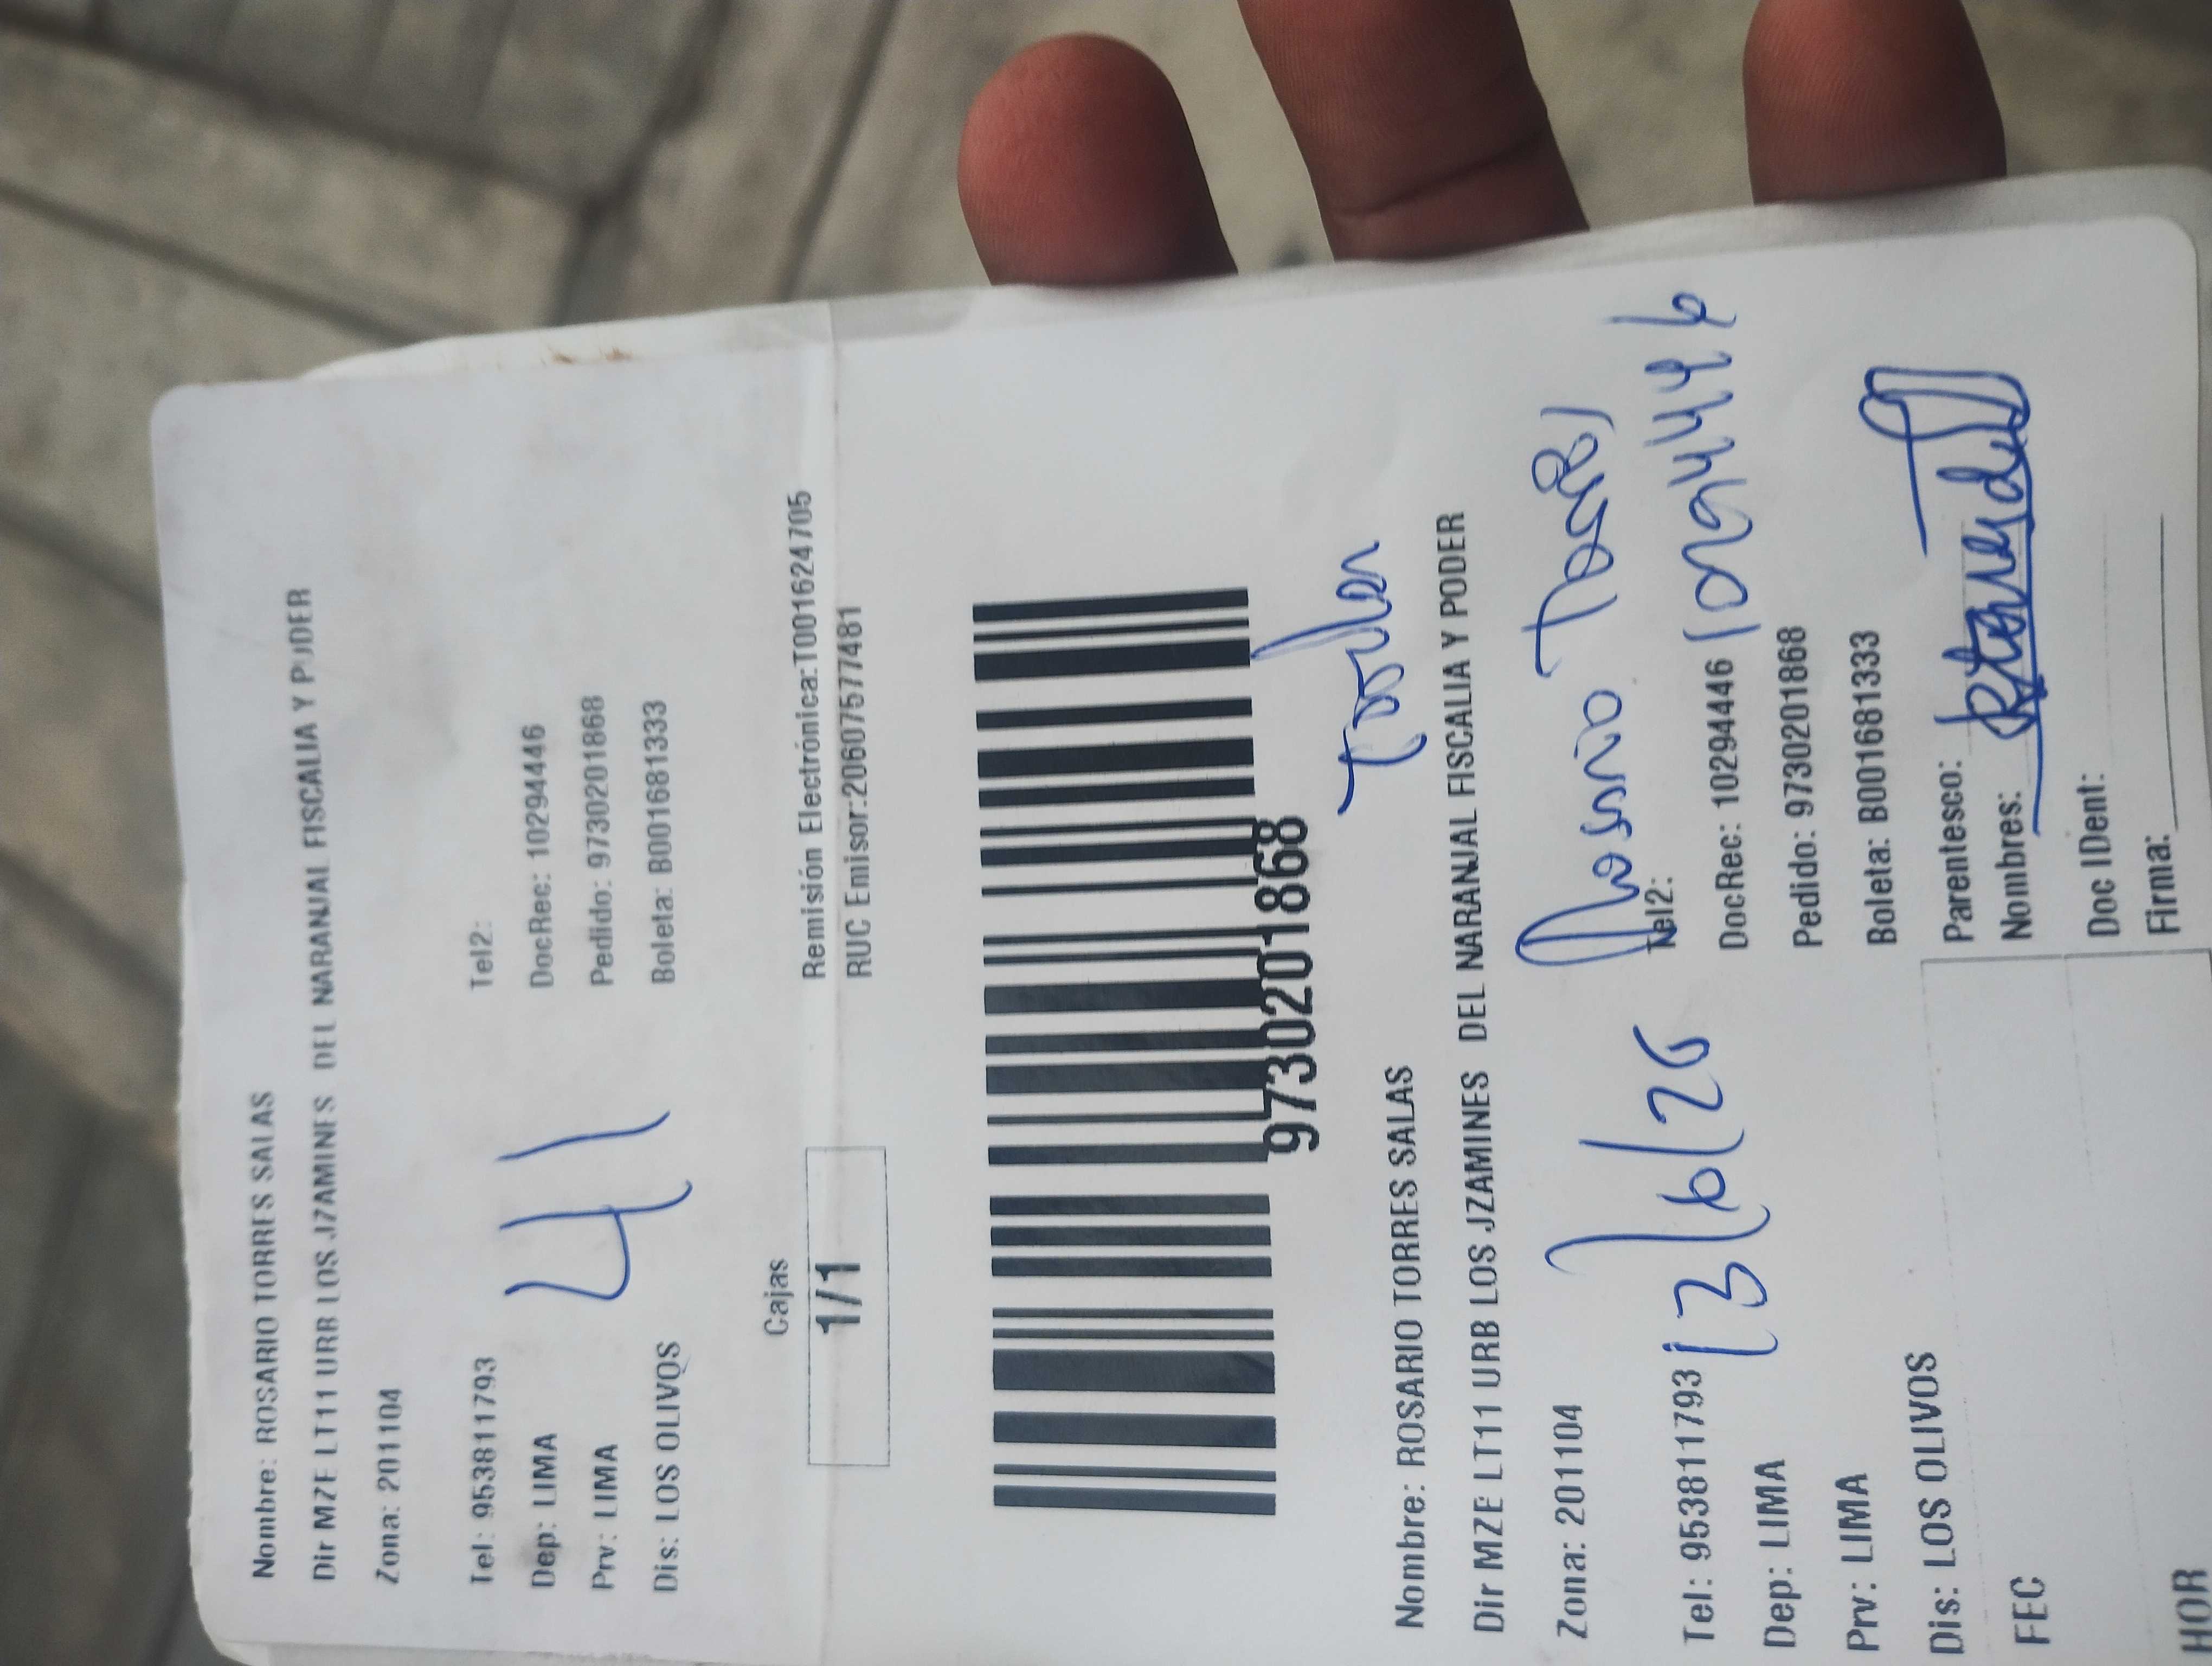 Nombre: ROSARIO TORRES SALAS
Dir MZE LT11 URB LOS JZAMINES DEL NARANJAL FISCALIA Y PODER
Zona: 201104
Tel: 953811793 Tel2:
Dep: LIMA DocRec: 10294446
Prv: LIMA Pedido: 9730201868
Dis: LOS OLIVOS Boleta: B001681333
41
Cajas
1/1
Remisión Electrónica:T001624705
RUC Emisor:20607577481
9730201868
Nombre: ROSARIO TORRES SALAS
Dir MZE LT11 URB LOS JZAMINES DEL NARANJAL FISCALIA Y PODER
Zona: 201104
Rosario Torres
Tel: 953811793 Tel2:
13/6/26
10294446
Dep: LIMA DocRec: 10294446
Prv: LIMA Pedido: 9730201868
Dis: LOS OLIVOS Boleta: B001681333
FEC Parentesco:
Nombres:
Doc IDent:
HOR Firma: